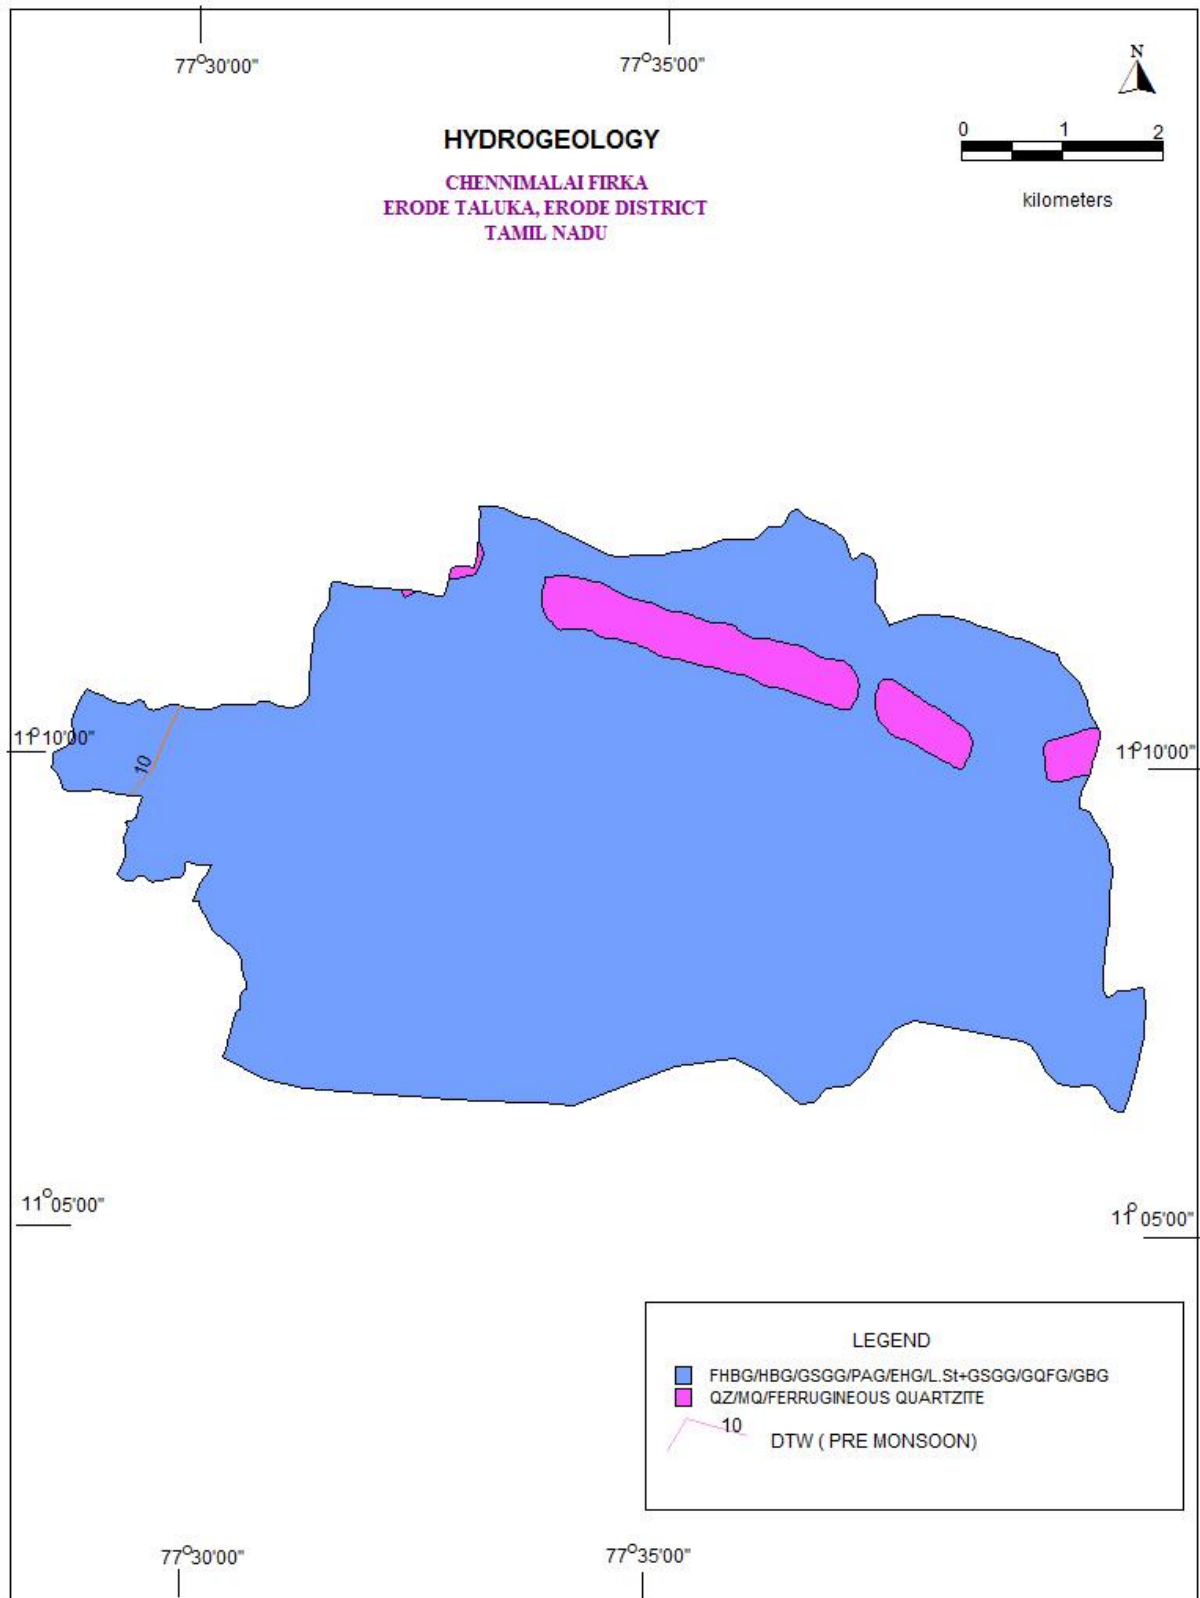 77°30'00"
77°35'00"
N
HYDROGEOLOGY
0 1 2
kilometers
CHENNIMALAI FIRKA
ERODE TALUKA, ERODE DISTRICT
TAMIL NADU
11°10'00"
10
11°10'00"
11°05'00"
11°05'00"
LEGEND
FHBG/HBG/GSGG/PAG/EHG/L.St+GSGG/GQFG/GBG
QZ/MQ/FERRUGINEOUS QUARTZITE
10
DTW ( PRE MONSOON)
77°30'00"
77°35'00"